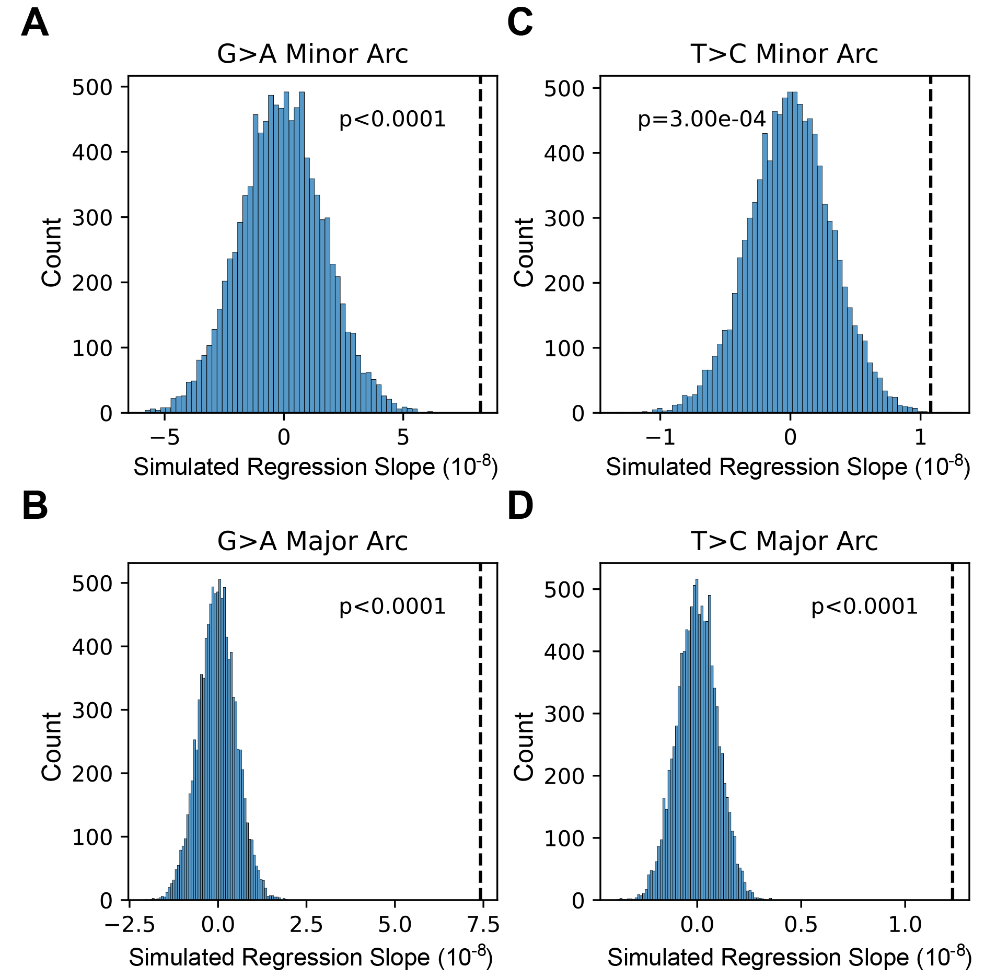 A
G>A Minor Arc
500
400
300
200
100
0
Count
p<0.0001
−5
0
5
Simulated Regression Slope (10-8)
C
T>C Minor Arc
500
400
300
200
100
0
Count
p=3.00e-04
−1
0
1
Simulated Regression Slope (10-8)
B
G>A Major Arc
500
400
300
200
100
0
Count
p<0.0001
−2.5
0.0
2.5
5.0
7.5
Simulated Regression Slope (10-8)
D
T>C Major Arc
500
400
300
200
100
0
Count
p<0.0001
0.0
0.5
1.0
Simulated Regression Slope (10-8)